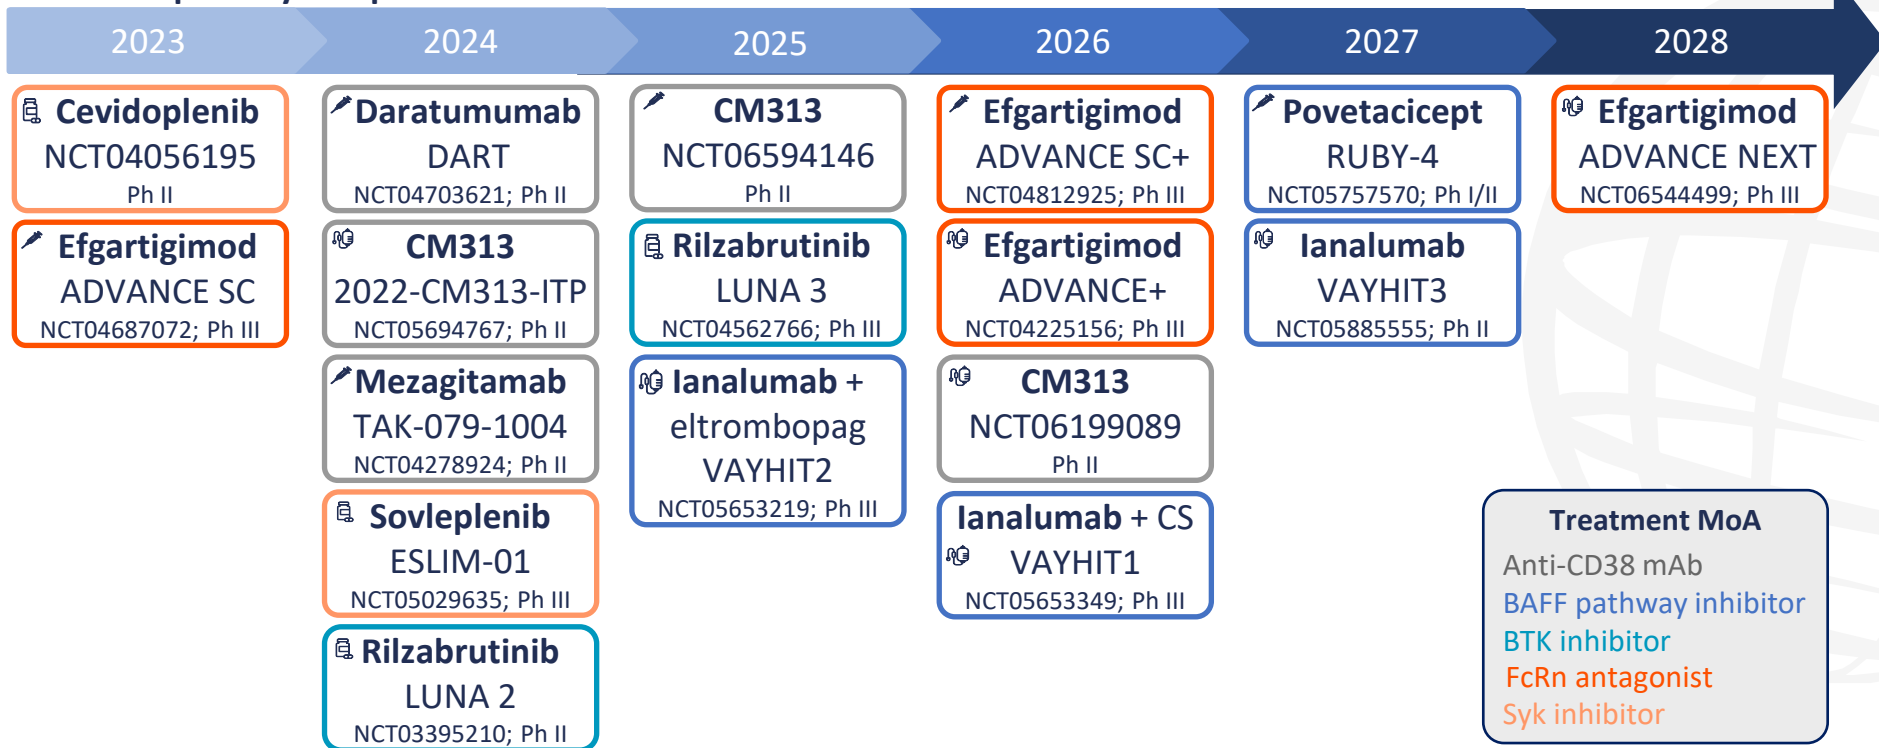 2023
2024
2025
2026
2027
2028
Cevidoplenib
NCT04056195
Ph II
Efgartigimod
ADVANCE SC
NCT04687072; Ph III
Daratumumab
DART
NCT04703621; Ph II
CM313
2022-CM313-ITP
NCT05694767; Ph II
Mezagitamab
TAK-079-1004
NCT04278924; Ph II
Sovleplenib
ESLIM-01
NCT05029635; Ph III
Rilzabrutinib
LUNA 2
NCT03395210; Ph II
CM313
NCT06594146
Ph II
Rilzabrutinib
LUNA 3
NCT04562766; Ph III
Ianalumab +
eltrombopag
VAYHIT2
NCT05653219; Ph III
Efgartigimod
ADVANCE SC+
NCT04812925; Ph III
Efgartigimod
ADVANCE+
NCT04225156; Ph III
CM313
NCT06199089
Ph II
Ianalumab + CS
VAYHIT1
NCT05653349; Ph III
Povetacicept
RUBY-4
NCT05757570; Ph I/II
Ianalumab
VAYHIT3
NCT05885555; Ph II
Efgartigimod
ADVANCE NEXT
NCT06544499; Ph III
Treatment MoA
Anti-CD38 mAb
BAFF pathway inhibitor
BTK inhibitor
FcRn antagonist
Syk inhibitor